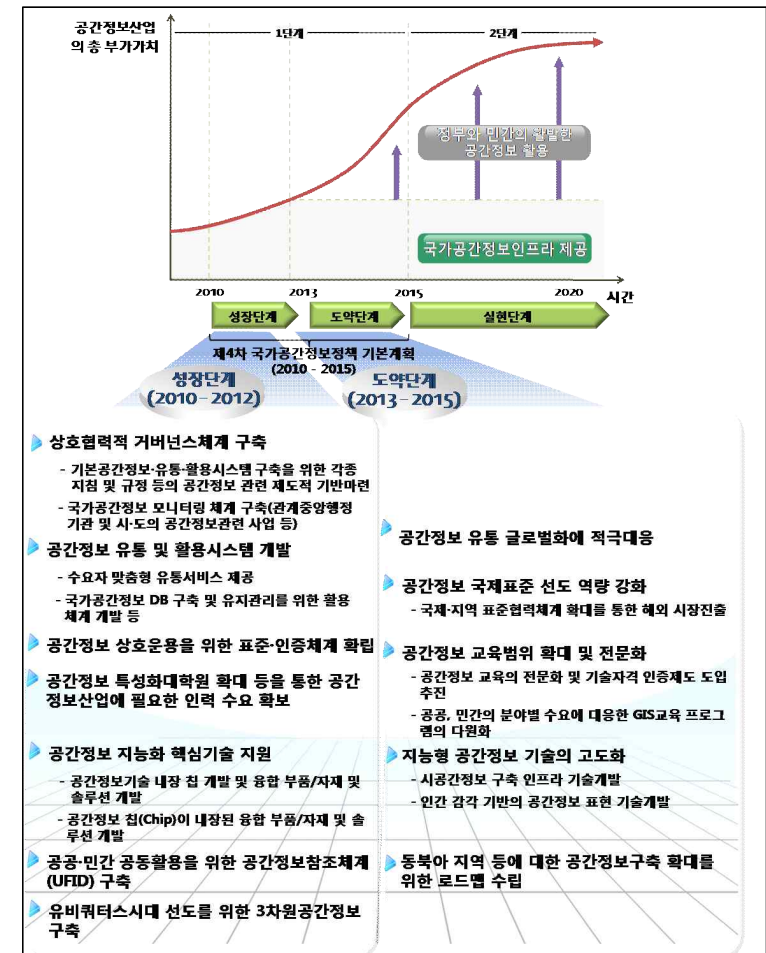 공간정보산업
의 총 부가가치
1단계
2단계
정부와 민간의 활발한
공간정보 활용
국가공간정보인프라 제공
2010
2013
2015
2020
시간
성장단계
도약단계
실현단계
제4차 국가공간정보정책 기본계획
(2010 - 2015)
성장단계
(2010-2012)
도약단계
(2013-2015)
상호협력적 거버넌스체계 구축
- 기본공간정보·유통·활용시스템 구축을 위한 각종
지침 및 규정 등의 공간정보 관련 제도적 기반마련
- 국가공간정보 모니터링 체계 구축(관계중앙행정
기관 및 시·도의 공간정보관련 사업 등)
공간정보 유통 및 활용시스템 개발
- 수요자 맞춤형 유통서비스 제공
- 국가공간정보 DB 구축 및 유지관리를 위한 활용
체계 개발 등
공간정보 상호운용을 위한 표준·인증체계 확립
공간정보 특성화대학원 확대 등을 통한 공간
정보산업에 필요한 인력 수요 확보
공간정보 지능화 핵심기술 지원
- 공간정보기술 내장 칩 개발 및 융합 부품/자재 및
솔루션 개발
- 공간정보 칩(Chip)이 내장된 융합 부품/자재 및 솔
루션 개발
공공·민간 공동활용을 위한 공간정보참조체계
(UFID) 구축
유비쿼터스시대 선도를 위한 3차원공간정보
구축
공간정보 유통 글로벌화에 적극대응
공간정보 국제표준 선도 역량 강화
- 국제·지역 표준협력체계 확대를 통한 해외 시장진출
공간정보 교육범위 확대 및 전문화
- 공간정보 교육의 전문화 및 기술자격 인증제도 도입
추진
- 공공, 민간의 분야별 수요에 대응한 GIS교육 프로그
램의 다원화
지능형 공간정보 기술의 고도화
- 시공간정보 구축 인프라 기술개발
- 인간 감각 기반의 공간정보 표현 기술개발
동북아 지역 등에 대한 공간정보구축 확대를
위한 로드맵 수립